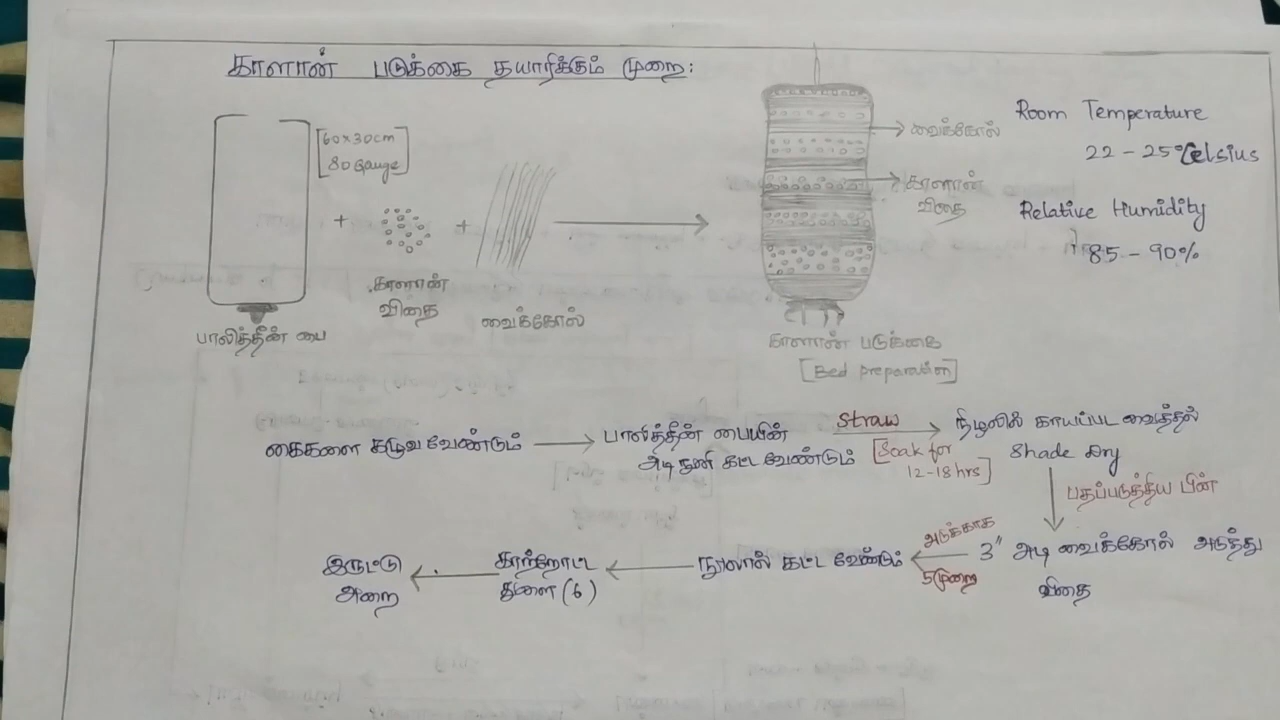 காளான் படுக்கை தயாரிக்கும் முறை:
[60x30cm
80 Gauge]
+
+
காளான்
விதை
வைக்கோல்
பாலித்தீன் பை
வைக்கோல்
காளான்
விதை
காளான் படுக்கை
[Bed preparation]
Room Temperature
22 - 25°Celsius
Relative Humidity
85 - 90%
கைகளை கழுவ வேண்டும்
பாலித்தீன் பையின்
அடி நுனி கட்ட வேண்டும்
Straw
[Soak for
12-18 hrs]
நிழலில் காயப்பட வைத்தல்
Shade dry
பதப்படுத்திய பின்
3" அடி வைக்கோல் அடுத்து
விதை
அடுக்காக
5முறை
நூலால் கட்ட வேண்டும்
காற்றோட்ட
துளை (6)
இருட்டு
அறை